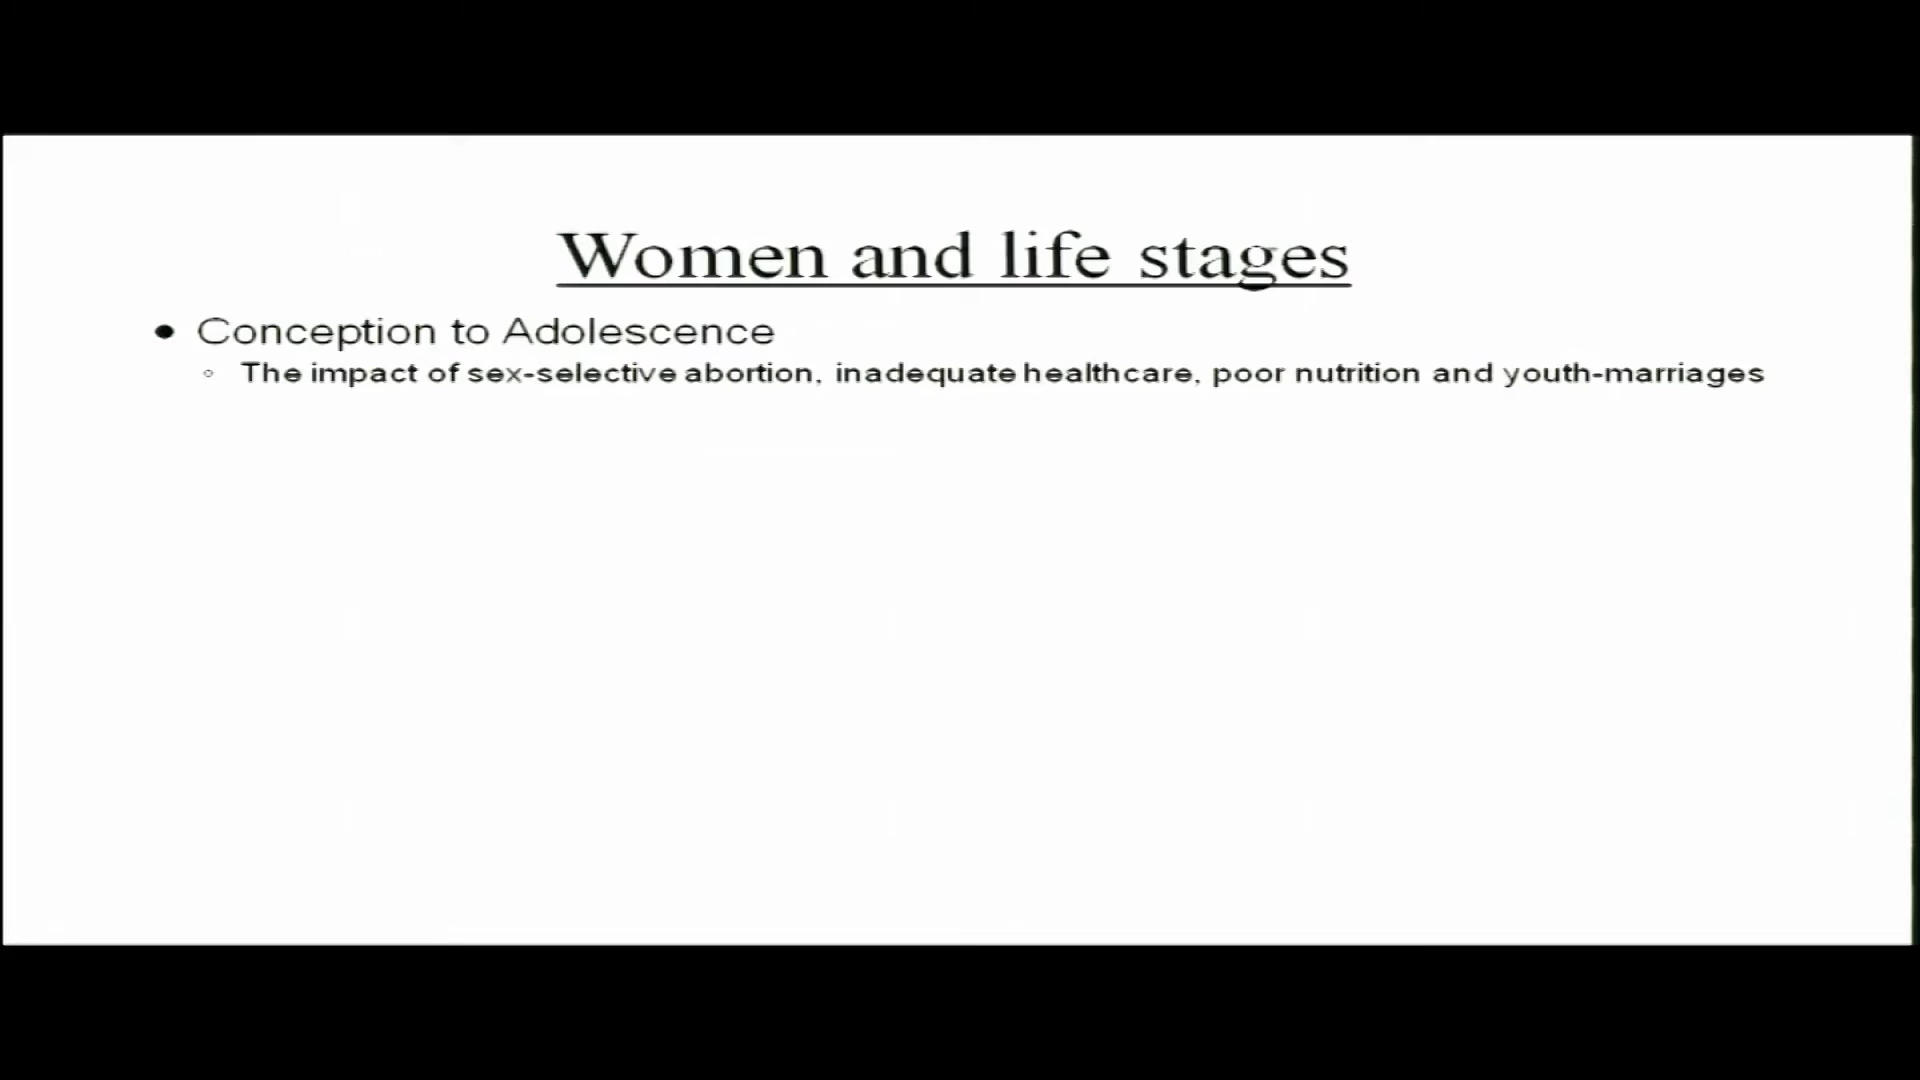 Women and life stages
● Conception to Adolescence
○ The impact of sex-selective abortion, inadequate healthcare, poor nutrition and youth-marriages